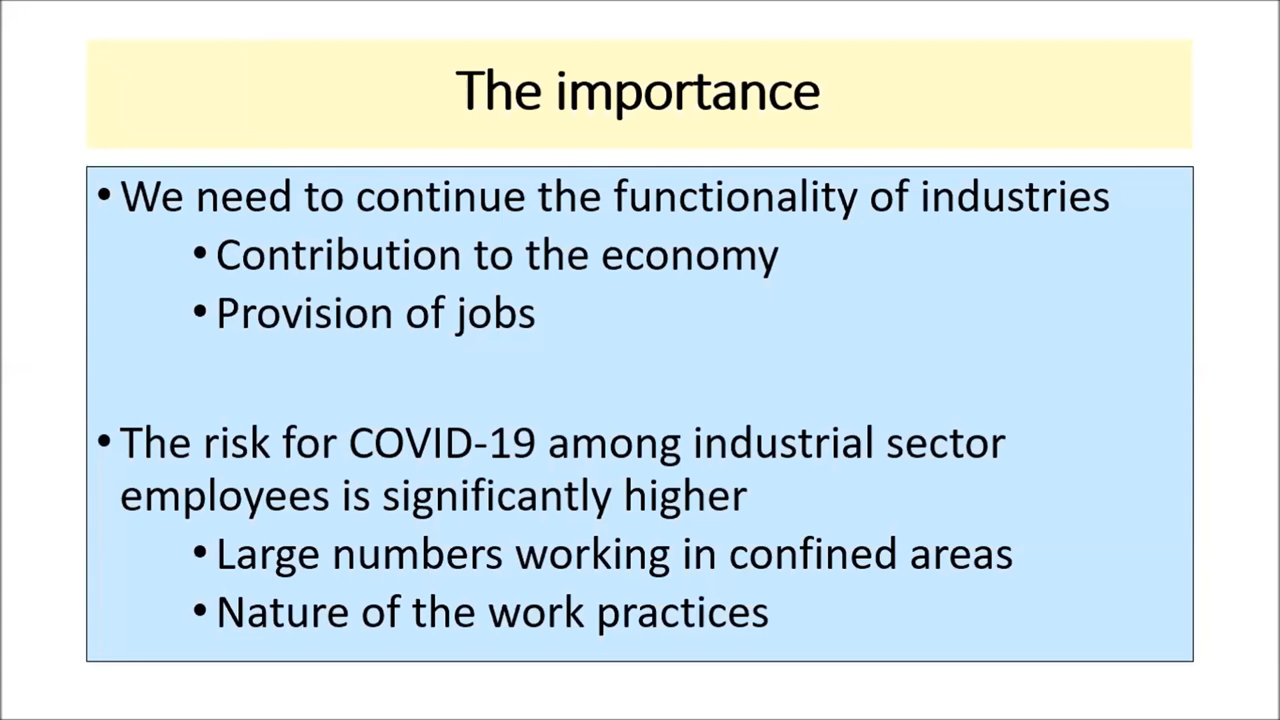 The importance
• We need to continue the functionality of industries
• Contribution to the economy
• Provision of jobs
• The risk for COVID-19 among industrial sector
employees is significantly higher
• Large numbers working in confined areas
• Nature of the work practices